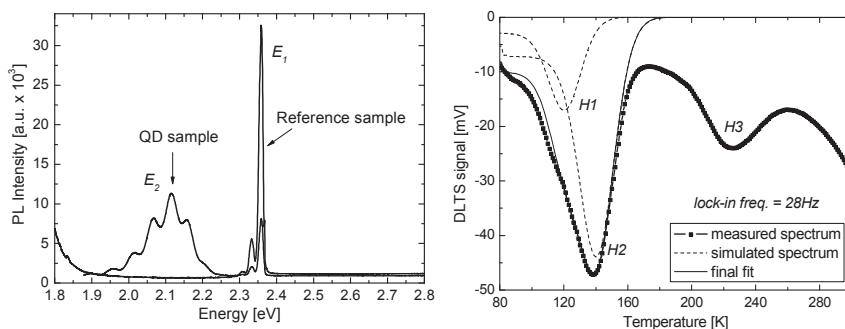 PL Intensity [a.u. x 10³]
30
25
20
15
10
5
0
E₁
Reference sample
QD sample
E₂
1.8 1.9 2.0 2.1 2.2 2.3 2.4 2.5 2.6 2.7 2.8
Energy [eV]
DLTS signal [mV]
0
-10
-20
-30
-40
-50
H1
H2
H3
lock-in freq. = 28Hz
measured spectrum
simulated spectrum
final fit
80 120 160 200 240 280
Temperature [K]